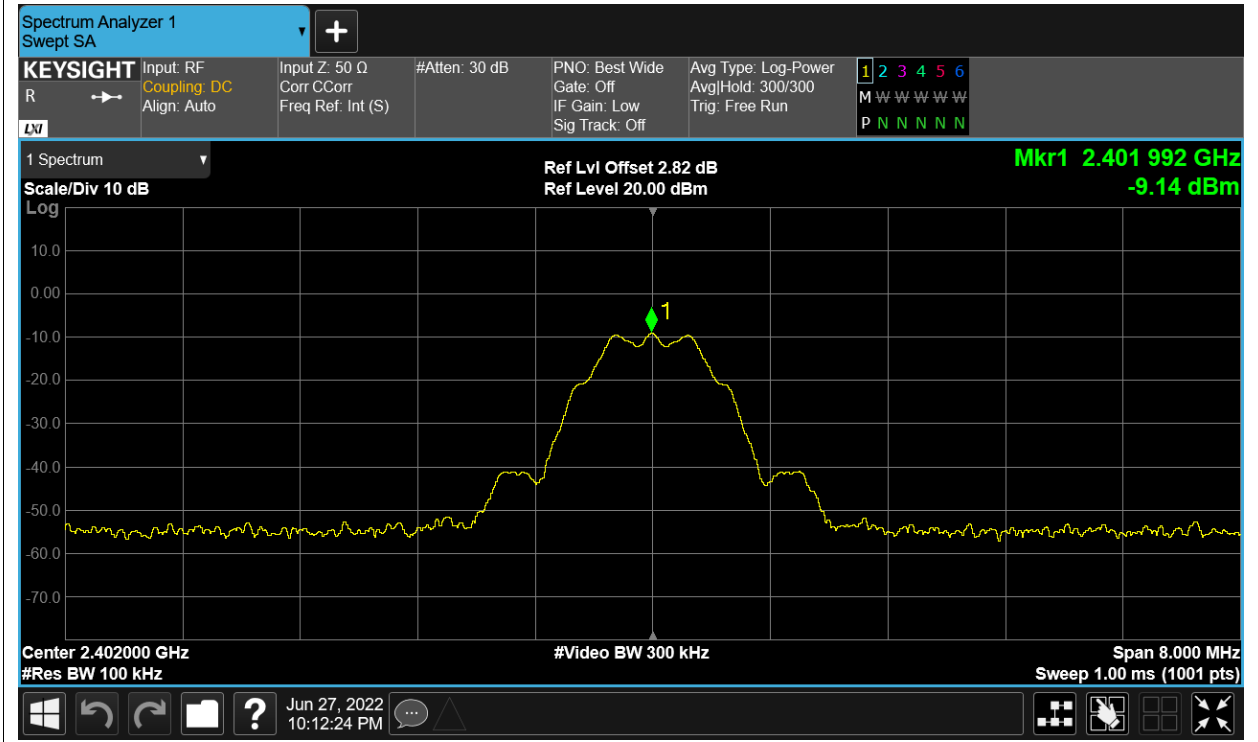 Spectrum Analyzer 1
Swept SA
KEYSIGHT
R
LXI
Input: RF
Coupling: DC
Align: Auto
Input Z: 50 Ω
Corr CCorr
Freq Ref: Int (S)
#Atten: 30 dB
PNO: Best Wide
Gate: Off
IF Gain: Low
Sig Track: Off
Avg Type: Log-Power
Avg|Hold: 300/300
Trig: Free Run
1 2 3 4 5 6
M W W W W W W
P N N N N N N
1 Spectrum
Scale/Div 10 dB
Log
Ref Lvl Offset 2.82 dB
Ref Level 20.00 dBm
Mkr1 2.401 992 GHz
-9.14 dBm
1
10.0
0.00
-10.0
-20.0
-30.0
-40.0
-50.0
-60.0
-70.0
Center 2.402000 GHz
#Res BW 100 kHz
#Video BW 300 kHz
Span 8.000 MHz
Sweep 1.00 ms (1001 pts)
?
Jun 27, 2022
10:12:24 PM